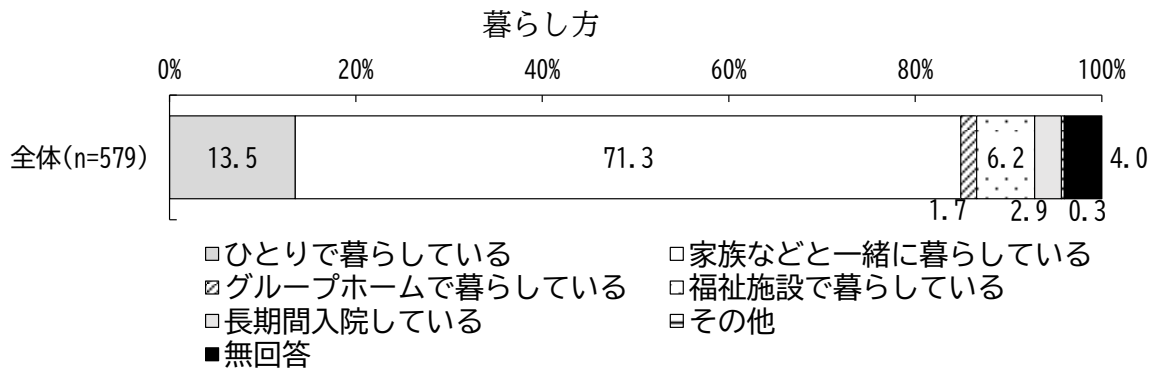 暮らし方
0% 20% 40% 60% 80% 100%
全体(n=579) 13.5 71.3 6.2 4.0
1.7 2.9 0.3
ひとりで暮らしている 家族などと一緒に暮らしている
グループホームで暮らしている 福祉施設で暮らしている
長期間入院している その他
無回答